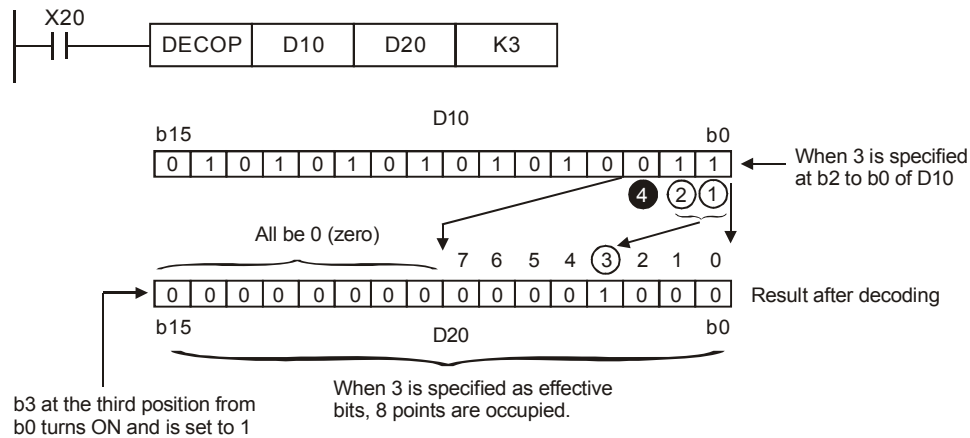 X20
DECOP D10 D20 K3
D10
b15 b0
0 1 0 1 0 1 0 1 0 1 0 1 0 0 0 1 1
When 3 is specified
at b2 to b0 of D10
4 2 1
All be 0 (zero)
7 6 5 4 3 2 1 0
0 0 0 0 0 0 0 0 0 0 0 0 1 0 0 0
Result after decoding
b15 b0
D20
When 3 is specified as effective
bits, 8 points are occupied.
b3 at the third position from
b0 turns ON and is set to 1